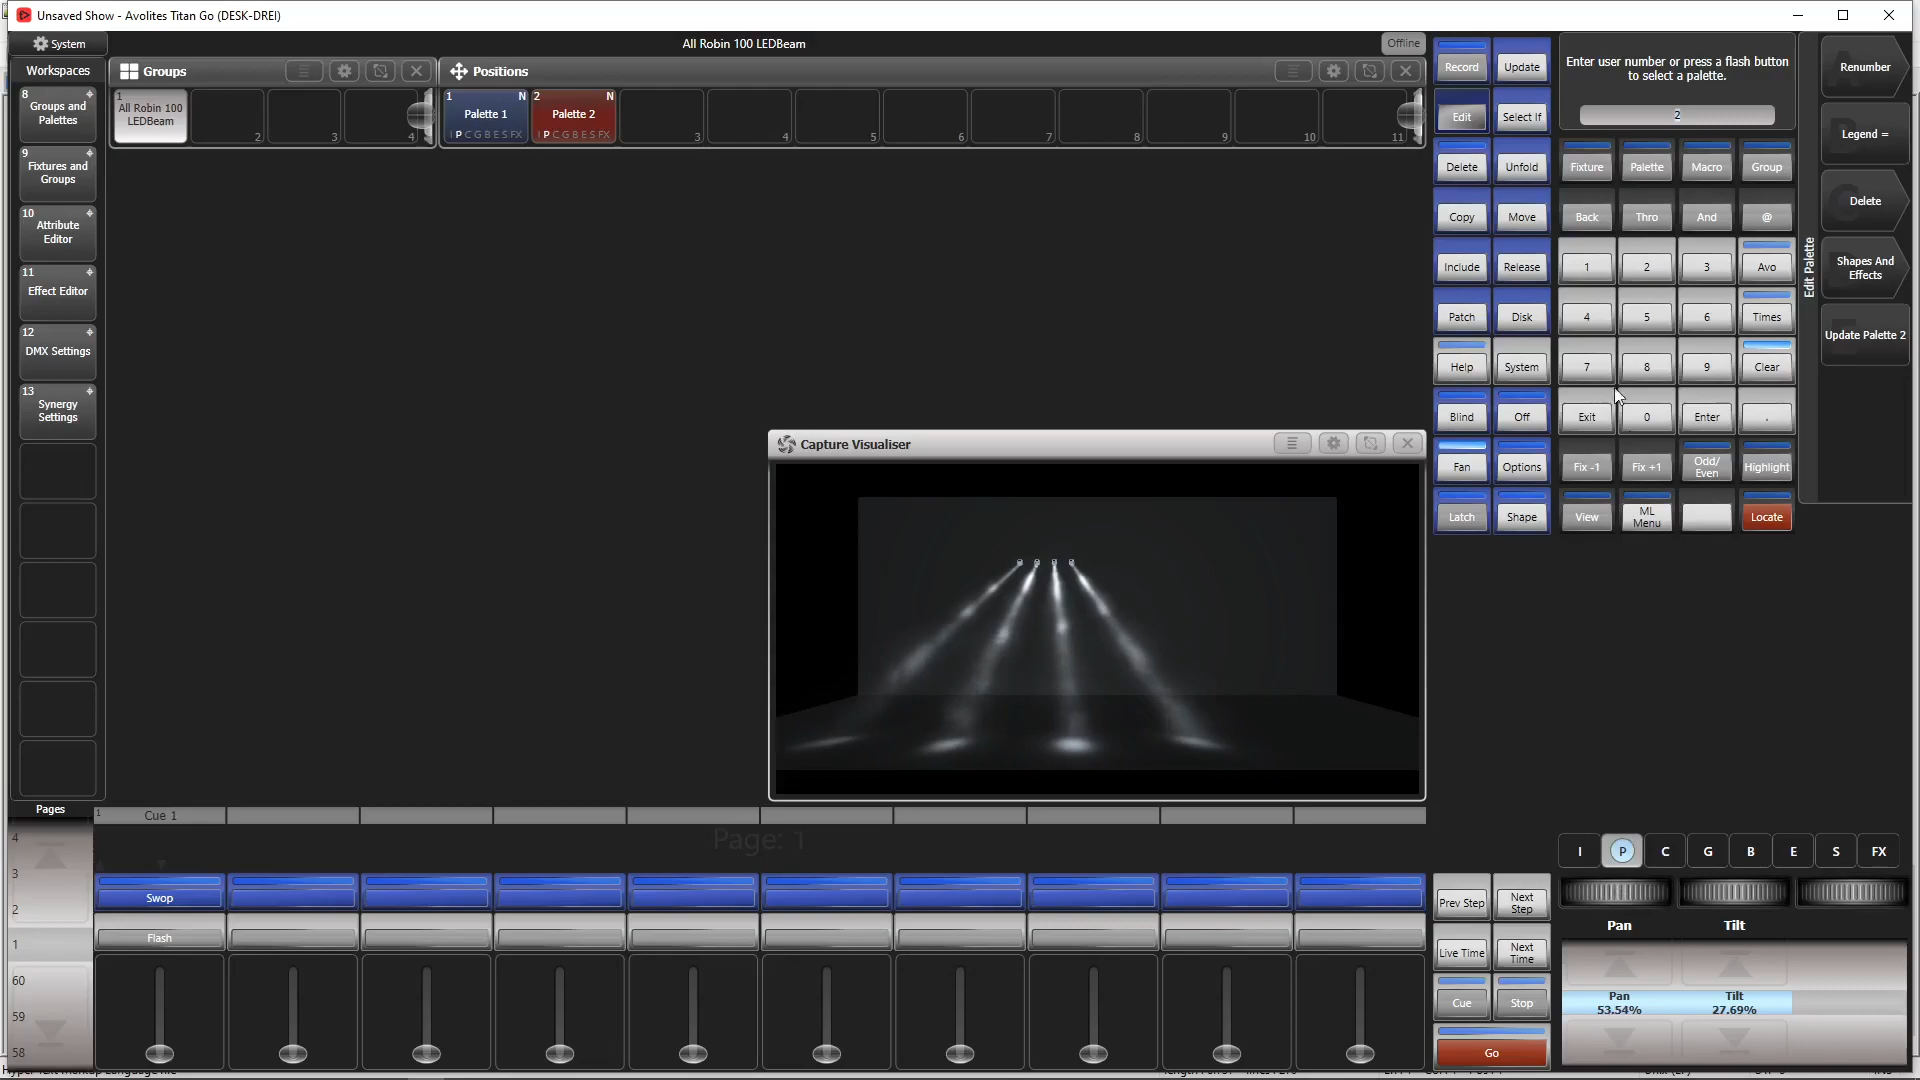 Unsaved Show - Avolites Titan Go (DESK-DREI)
System
All Robin 100 LEDBeam
Offline
Workspaces
8
Groups and
Palettes
9
Fixtures and
Groups
10
Attribute
Editor
11
Effect Editor
12
DMX Settings
13
Synergy
Settings
Groups
1
All Robin 100
LEDBeam
2
3
4
Positions
1 N
Palette 1
I P C G B E S FX
2 N
Palette 2
I P C G B E S FX
3
4
5
6
7
8
9
10
11
Capture Visualiser
Record
Update
Edit
Select If
Delete
Unfold
Copy
Move
Include
Release
Patch
Disk
Help
System
Blind
Off
Fan
Options
Latch
Shape
Enter user number or press a flash button
to select a palette.
2
Fixture
Palette
Macro
Group
Back
Thro
And
@
1
2
3
Avo
4
5
6
Times
7
8
9
Clear
Exit
0
Enter
.
Fix -1
Fix +1
Odd/
Even
Highlight
View
ML
Menu
Locate
Edit Palette
A
Renumber
B
Legend =
C
Delete
D
Shapes And
Effects
E
Update Palette 2
Pages
4
3
2
1
60
59
58
1
Cue 1
Page: 1
Swop
Flash
Prev Step
Next
Step
Live Time
Next
Time
Cue
Stop
Go
I
P
C
G
B
E
S
FX
Pan
Tilt
Pan
53.54%
Tilt
27.69%